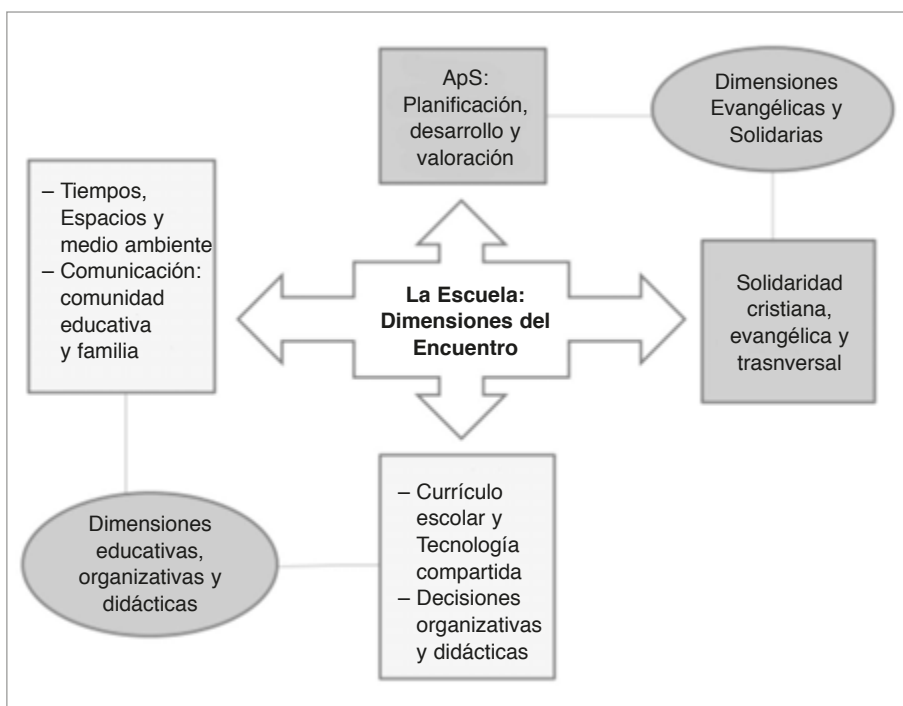 ApS:
Planificación,
desarrollo y
valoración
Dimensiones
Evangélicas y
Solidarias
– Tiempos,
Espacios y
medio ambiente
– Comunicación:
comunidad
educativa
y familia
La Escuela:
Dimensiones del
Encuentro
Solidaridad
cristiana,
evangélica y
trasnversal
Dimensiones
educativas,
organizativas y
didácticas
– Currículo
escolar y
Tecnología
compartida
– Decisiones
organizativas
y didácticas